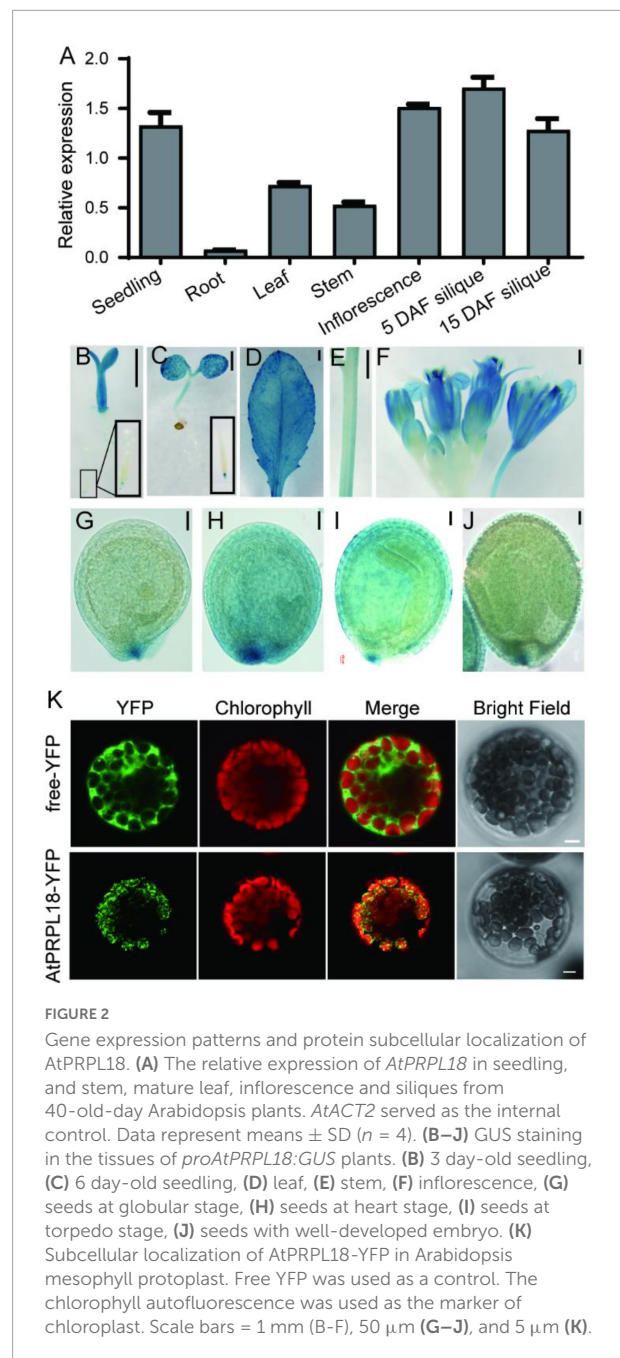 A
2.0
1.5
1.0
0.5
0.0
Relative expression
Seedling
Root
Leaf
Stem
Inflorescence
5 DAF silique
15 DAF silique
B
C
D
E
F
G
H
I
J
K
YFP
Chlorophyll
Merge
Bright Field
free-YFP
AtPRPL18-YFP
FIGURE 2
Gene expression patterns and protein subcellular localization of
AtPRPL18. (A) The relative expression of AtPRPL18 in seedling,
and stem, mature leaf, inflorescence and siliques from
40-old-day Arabidopsis plants. AtACT2 served as the internal
control. Data represent means ± SD (n = 4). (B–J) GUS staining
in the tissues of proAtPRPL18:GUS plants. (B) 3 day-old seedling,
(C) 6 day-old seedling, (D) leaf, (E) stem, (F) inflorescence, (G)
seeds at globular stage, (H) seeds at heart stage, (I) seeds at
torpedo stage, (J) seeds with well-developed embryo. (K)
Subcellular localization of AtPRPL18-YFP in Arabidopsis
mesophyll protoplast. Free YFP was used as a control. The
chlorophyll autofluorescence was used as the marker of
chloroplast. Scale bars = 1 mm (B-F), 50 μm (G–J), and 5 μm (K).